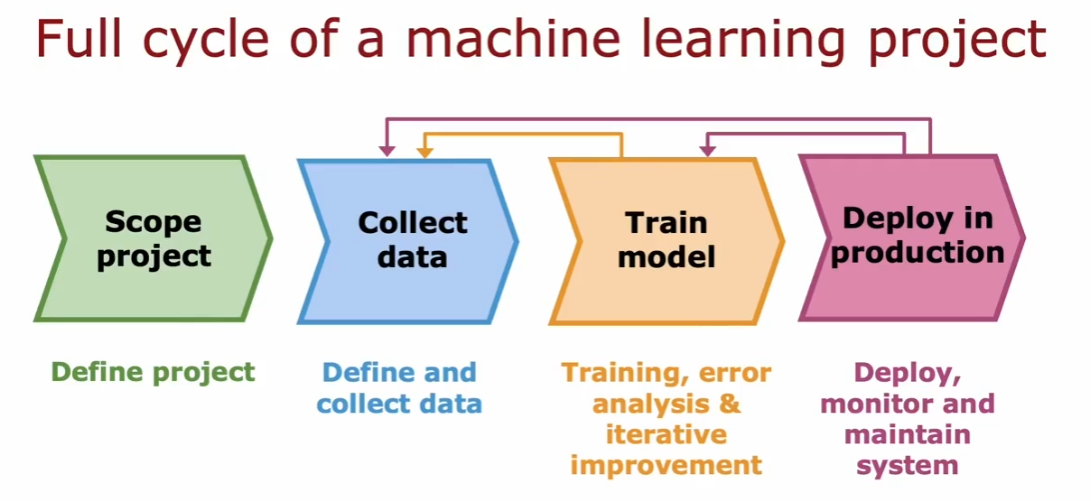 Full cycle of a machine learning project
Scope
project
Collect
data
Train
model
Deploy in
production
Define project
Define and
collect data
Training, error
analysis &
iterative
improvement
Deploy,
monitor and
maintain
system